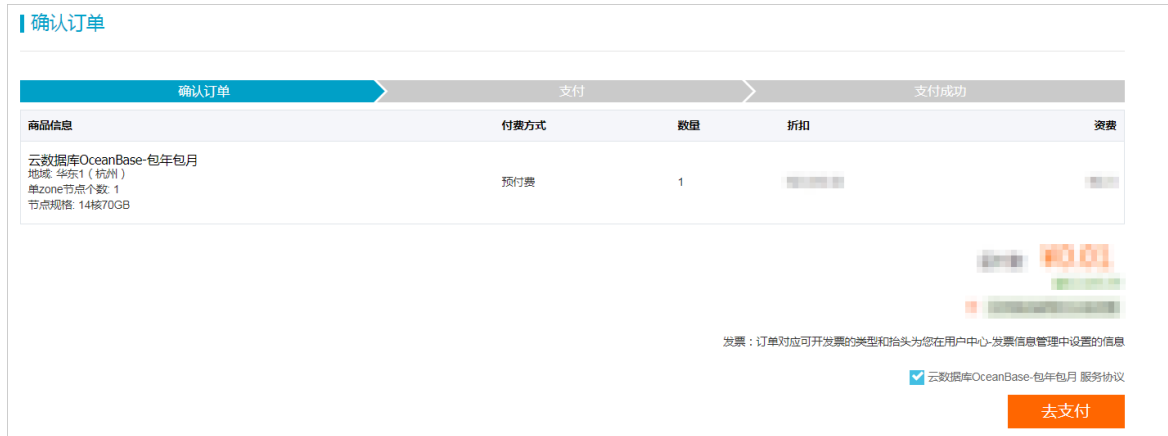 确认订单
确认订单 支付 支付成功
商品信息 付费方式 数量 折扣 资费
云数据库OceanBase-包年包月
地域: 华东1 ( 杭州 )
单zone节点个数: 1
节点规格: 14核70GB
预付费 1
发票：订单对应可开发票的类型和抬头为您在用户中心-发票信息管理中设置的信息
云数据库OceanBase-包年包月 服务协议
去支付